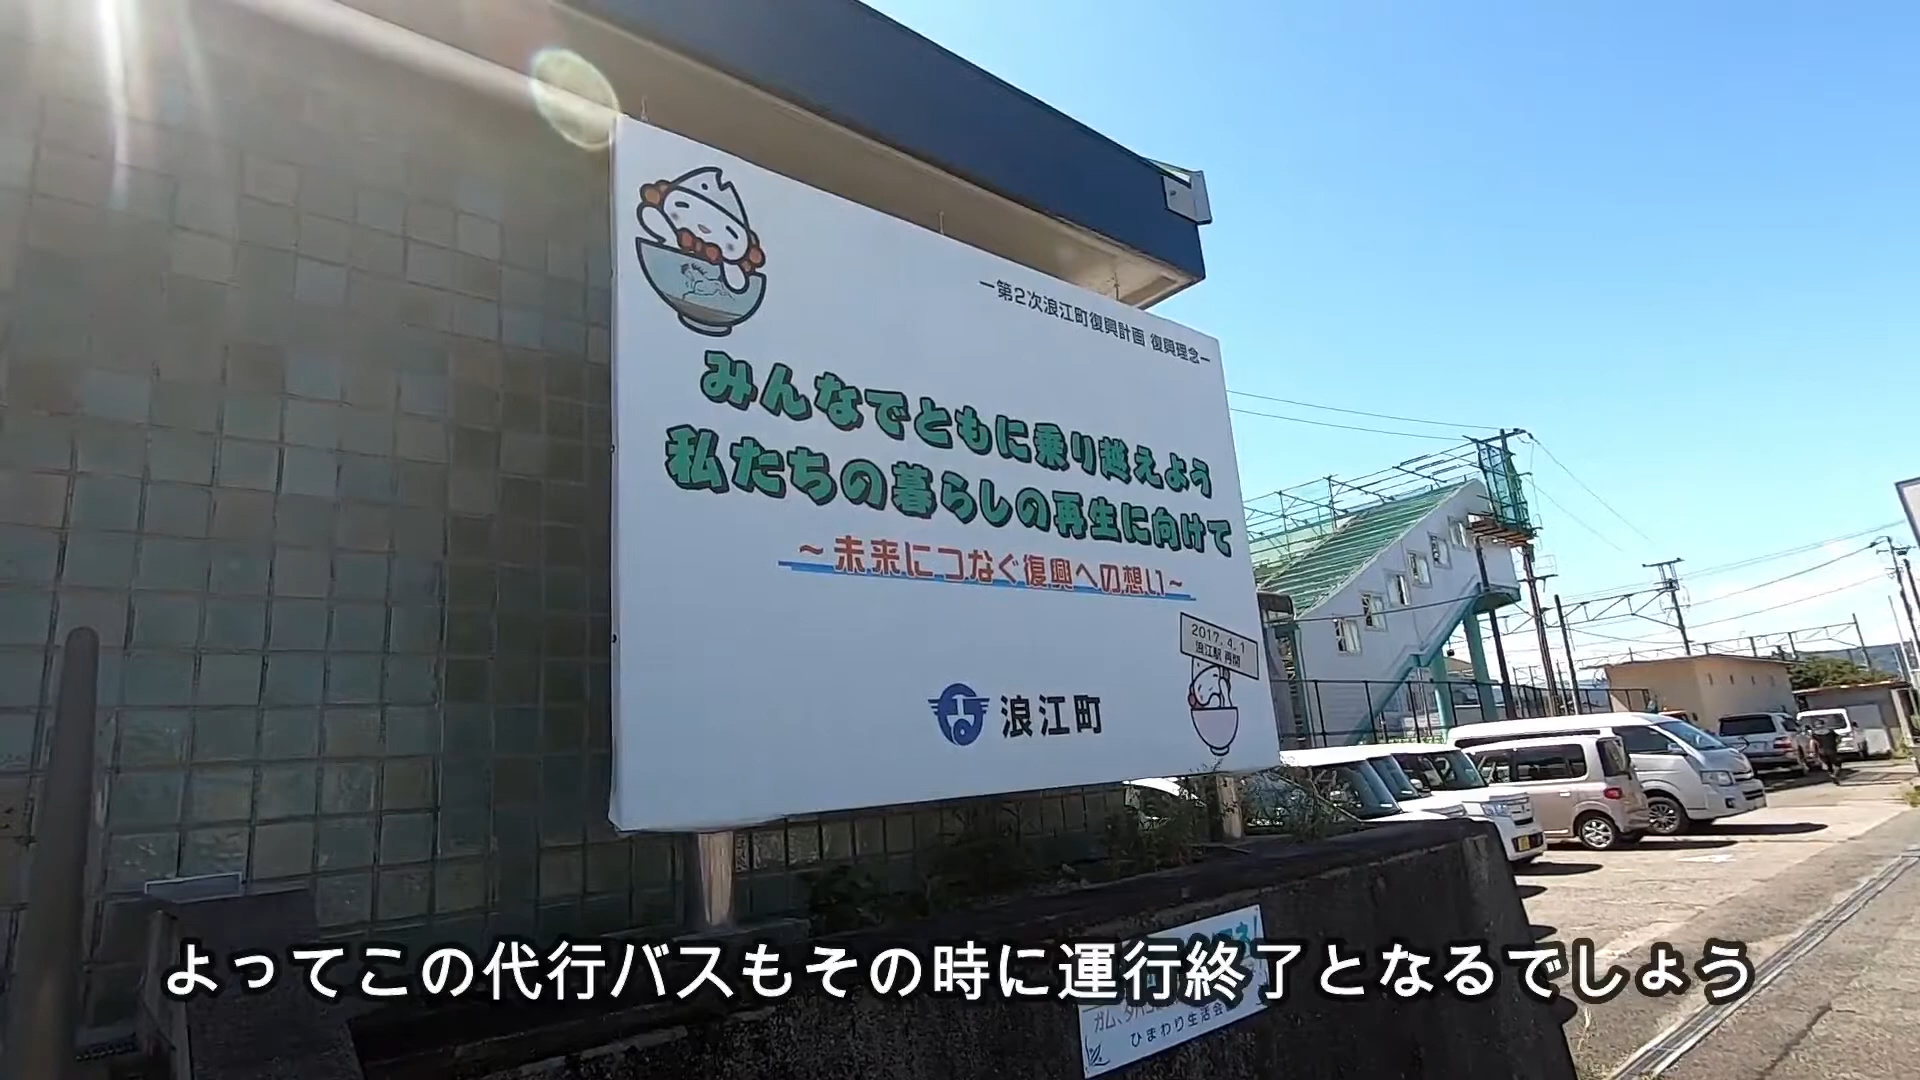 ―第2次浪江町復興計画 復興理念―
みんなでともに乗り越えよう
私たちの暮らしの再生に向けて
～未来につなぐ復興への想い～
2017.4.1
浪江駅 再開
浪江町
よってこの代行バスもその時に運行終了となるでしょう
ひまわり生活会